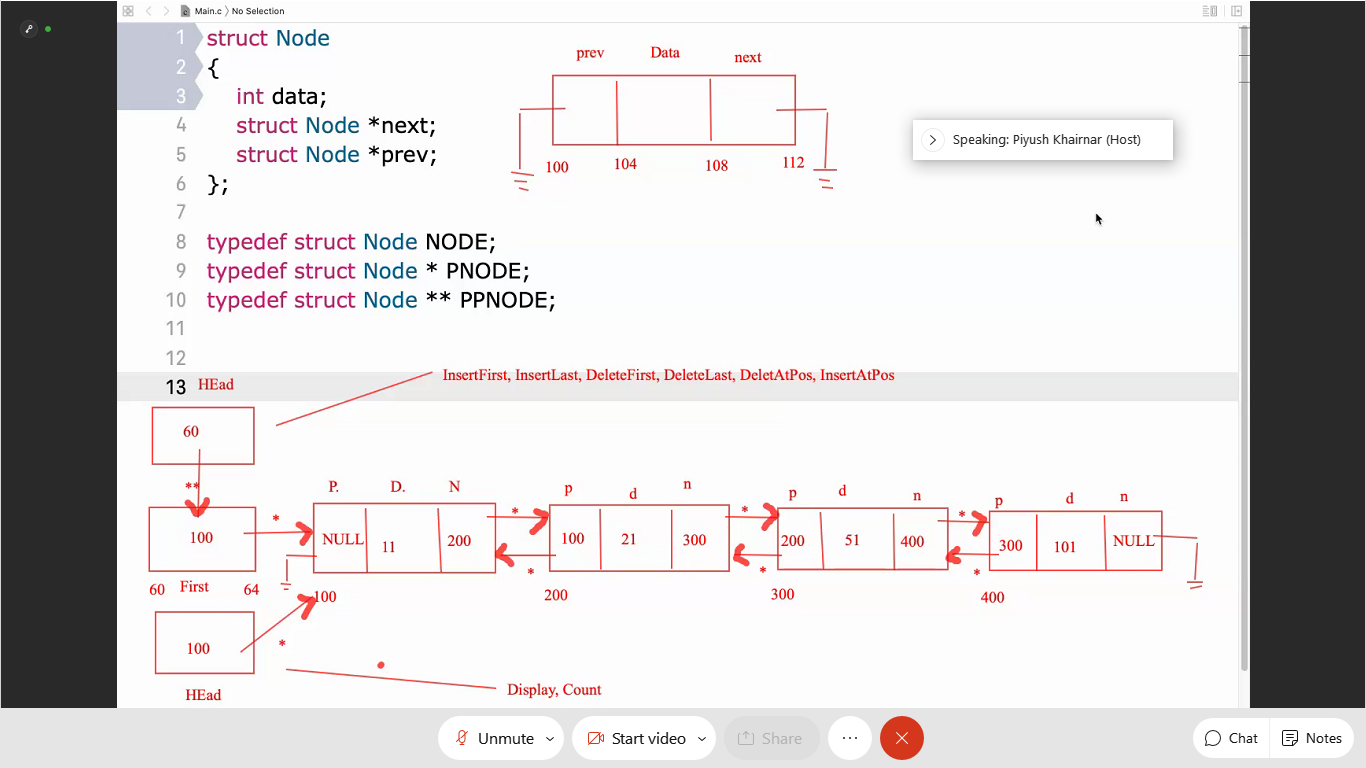 Main.c 〉No Selection
1 struct Node
2 {
3 int data;
4 struct Node *next;
5 struct Node *prev;
6 };
7
8 typedef struct Node NODE;
9 typedef struct Node * PNODE;
10 typedef struct Node ** PPNODE;
11
12
13
prev Data next
100 104 108 112
Speaking: Piyush Khairnar (Host)
HEad
InsertFirst, InsertLast, DeleteFirst, DeleteLast, DeletAtPos, InsertAtPos
60
**
P. D. N p d n p d n p d n
* * * *
100 NULL 11 200 100 21 300 200 51 400 300 101 NULL
* * *
60 First 64 100 200 300 400
100 *
HEad
Display, Count
Unmute Start video Share ... Chat Notes